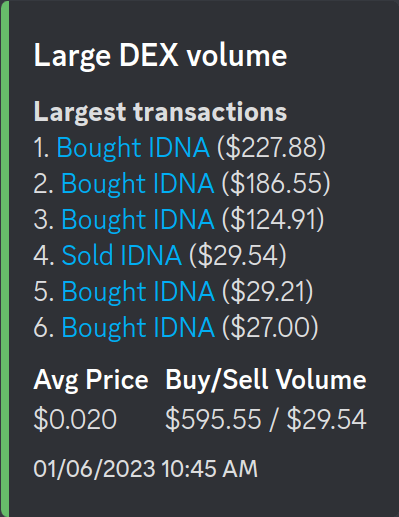 Large DEX volume
Largest transactions
1. Bought IDNA ($227.88)
2. Bought IDNA ($186.55)
3. Bought IDNA ($124.91)
4. Sold IDNA ($29.54)
5. Bought IDNA ($29.21)
6. Bought IDNA ($27.00)
Avg Price Buy/Sell Volume
$0.020 $595.55 / $29.54
01/06/2023 10:45 AM